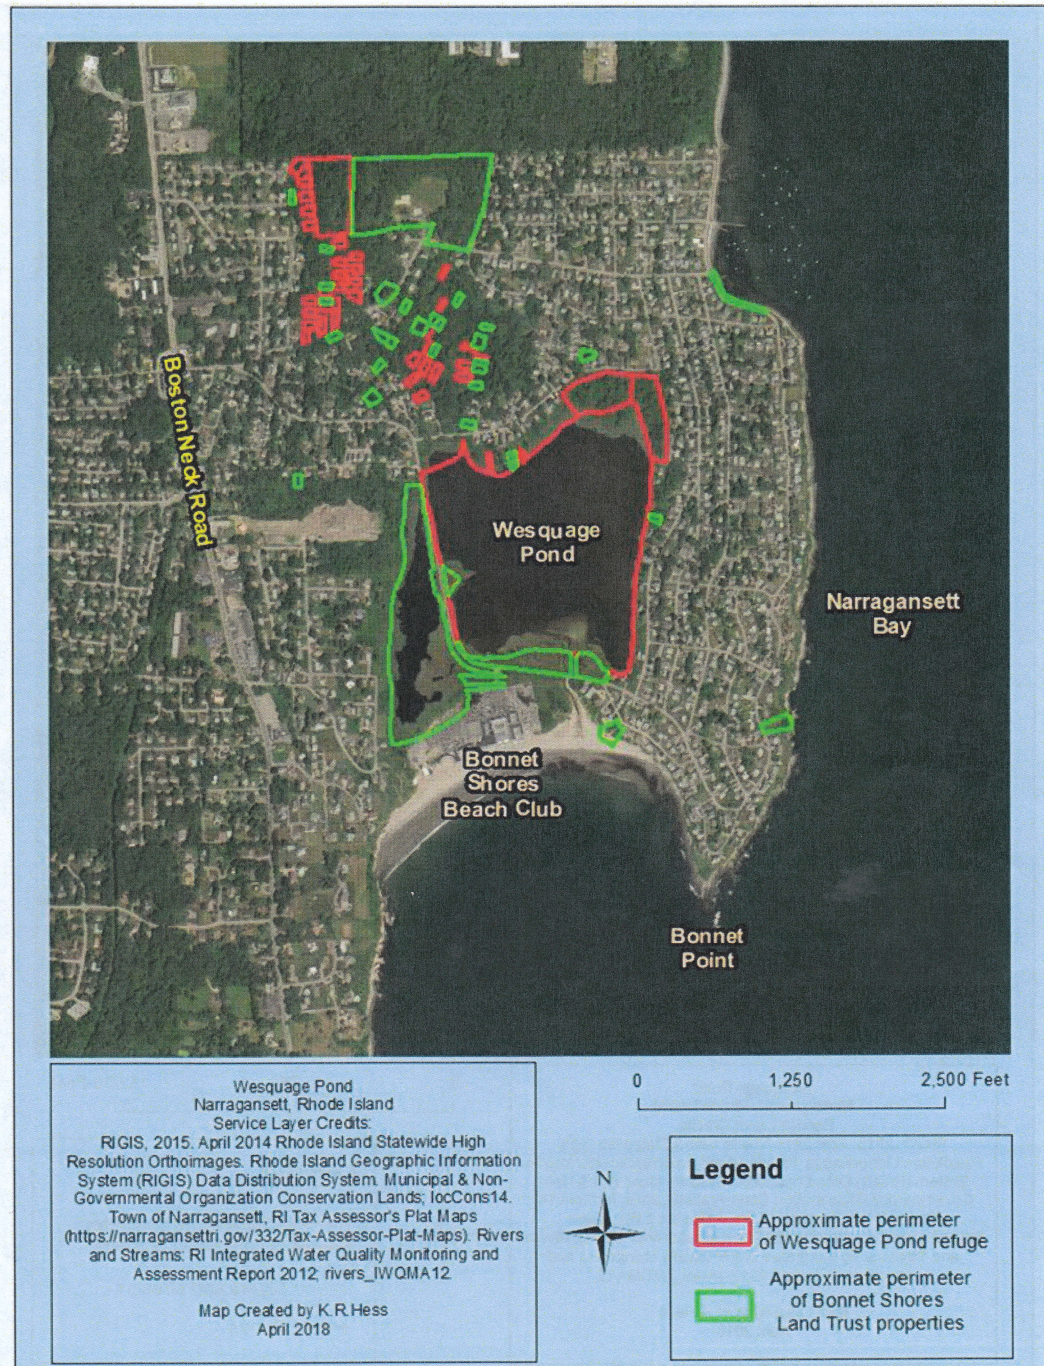 Boston Neck Road
Wesquage
Pond
Narragansett
Bay
Bonnet
Shores
Beach Club
Bonnet
Point
Wesquage Pond
Narragansett, Rhode Island
Service Layer Credits:
RIGIS, 2015. April 2014 Rhode Island Statewide High
Resolution Orthoimages. Rhode Island Geographic Information
System (RIGIS) Data Distribution System. Municipal & Non-
Governmental Organization Conservation Lands; locCons14.
Town of Narragansett, RI Tax Assessor's Plat Maps
(https://narragansettri.gov/332/Tax-Assessor-Plat-Maps). Rivers
and Streams: RI Integrated Water Quality Monitoring and
Assessment Report 2012; rivers_IWQMA12.
Map Created by K.R.Hess
April 2018
0 1,250 2,500 Feet
N
Legend
Approximate perimeter
of Wesquage Pond refuge
Approximate perimeter
of Bonnet Shores
Land Trust properties